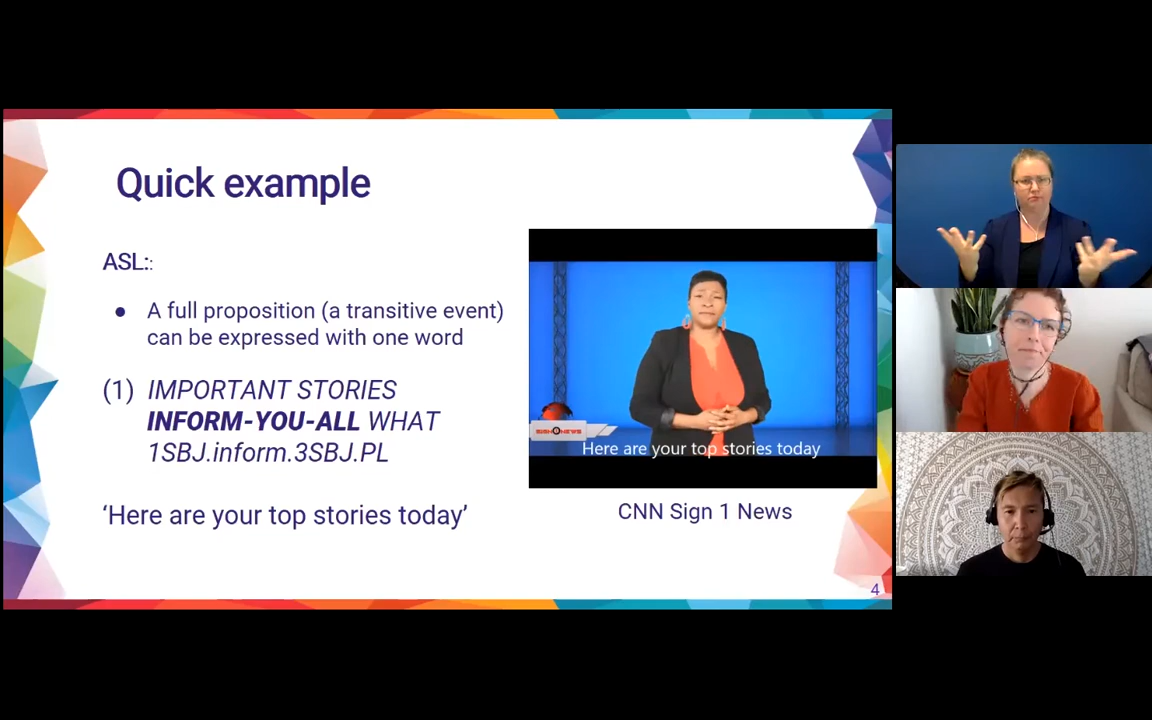 Quick example
ASL::
● A full proposition (a transitive event)
can be expressed with one word
(1) IMPORTANT STORIES
INFORM-YOU-ALL WHAT
1SBJ.inform.3SBJ.PL
‘Here are your top stories today’
SIGN1NEWS
Here are your top stories today
CNN Sign 1 News
4